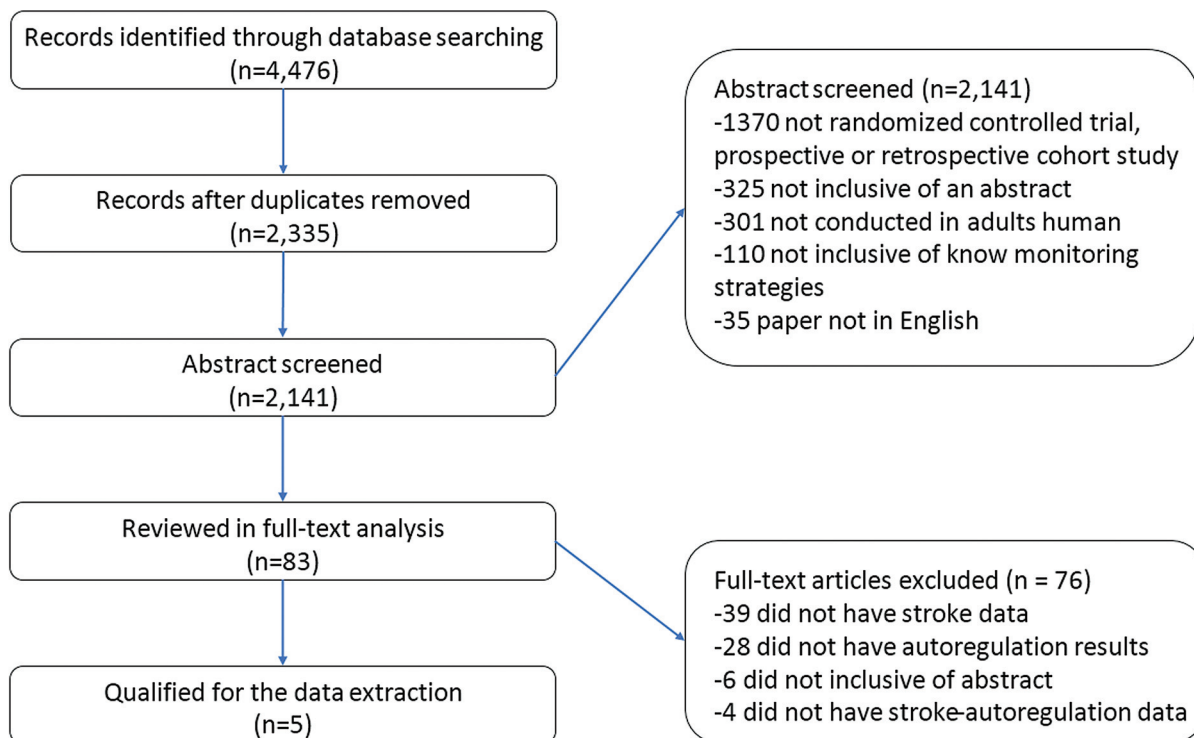 Records identified through database searching
(n=4,476)
Records after duplicates removed
(n=2,335)
Abstract screened
(n=2,141)
Reviewed in full-text analysis
(n=83)
Qualified for the data extraction
(n=5)
Abstract screened (n=2,141)
-1370 not randomized controlled trial,
prospective or retrospective cohort study
-325 not inclusive of an abstract
-301 not conducted in adults human
-110 not inclusive of know monitoring
strategies
-35 paper not in English
Full-text articles excluded (n = 76)
-39 did not have stroke data
-28 did not have autoregulation results
-6 did not inclusive of abstract
-4 did not have stroke-autoregulation data